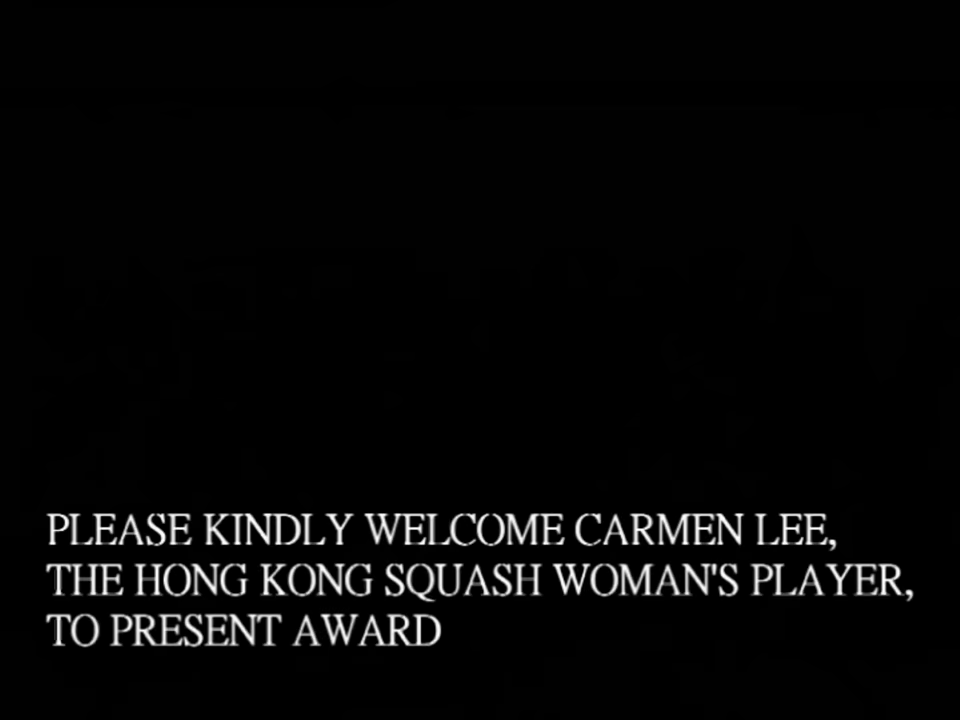 PLEASE KINDLY WELCOME CARMEN LEE,
THE HONG KONG SQUASH WOMAN'S PLAYER,
TO PRESENT AWARD